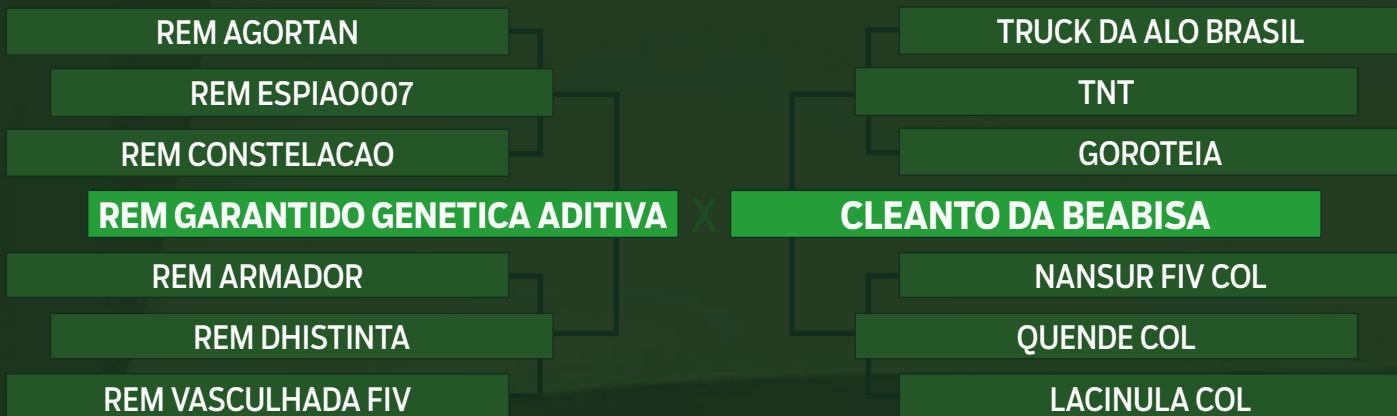 REM AGORTAN
REM ESPIAO007
REM CONSTELACAO
REM GARANTIDO GENETICA ADITIVA
REM ARMADOR
REM DHISTINTA
REM VASCULHADA FIV
X
TRUCK DA ALO BRASIL
TNT
GOROTEIA
CLEANTO DA BEABISA
NANSUR FIV COL
QUENDE COL
LACINULA COL